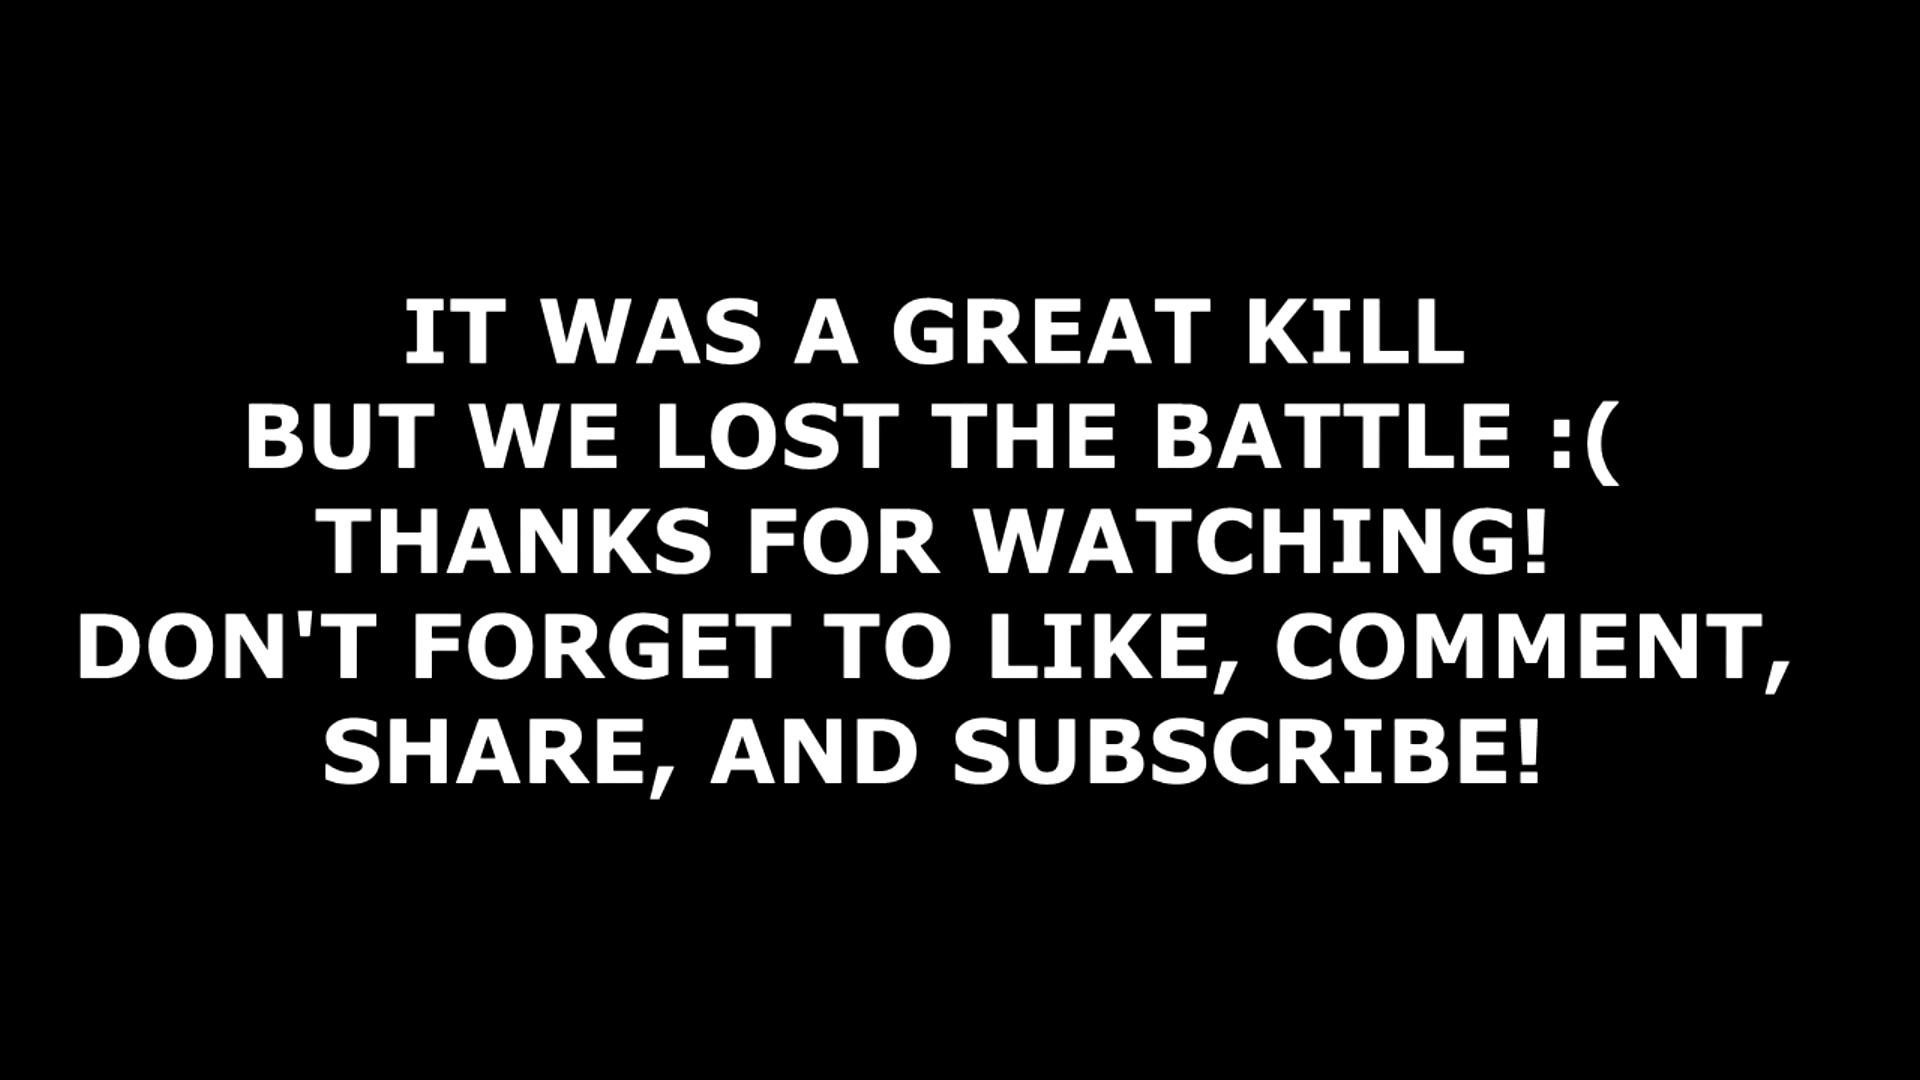 IT WAS A GREAT KILL
BUT WE LOST THE BATTLE :(
THANKS FOR WATCHING!
DON'T FORGET TO LIKE, COMMENT,
SHARE, AND SUBSCRIBE!